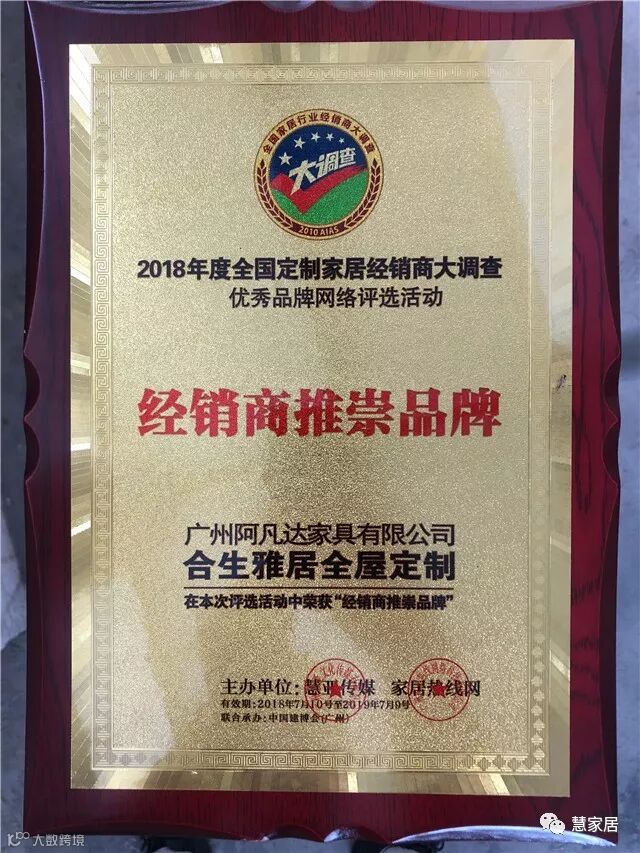 全国家居行业经销商大调查
大调查
2010 AIAS
2018年度全国定制家居经销商大调查
优秀品牌网络评选活动
经销商推崇品牌
广州阿凡达家具有限公司
合生雅居全屋定制
在本次评选活动中荣获“经销商推崇品牌”
主办单位:慧亚传媒 家居热线网
有效期:2018年7月10号至2019年7月9号
联合承办:中国建博会(广州)
慧家居
大数跨境